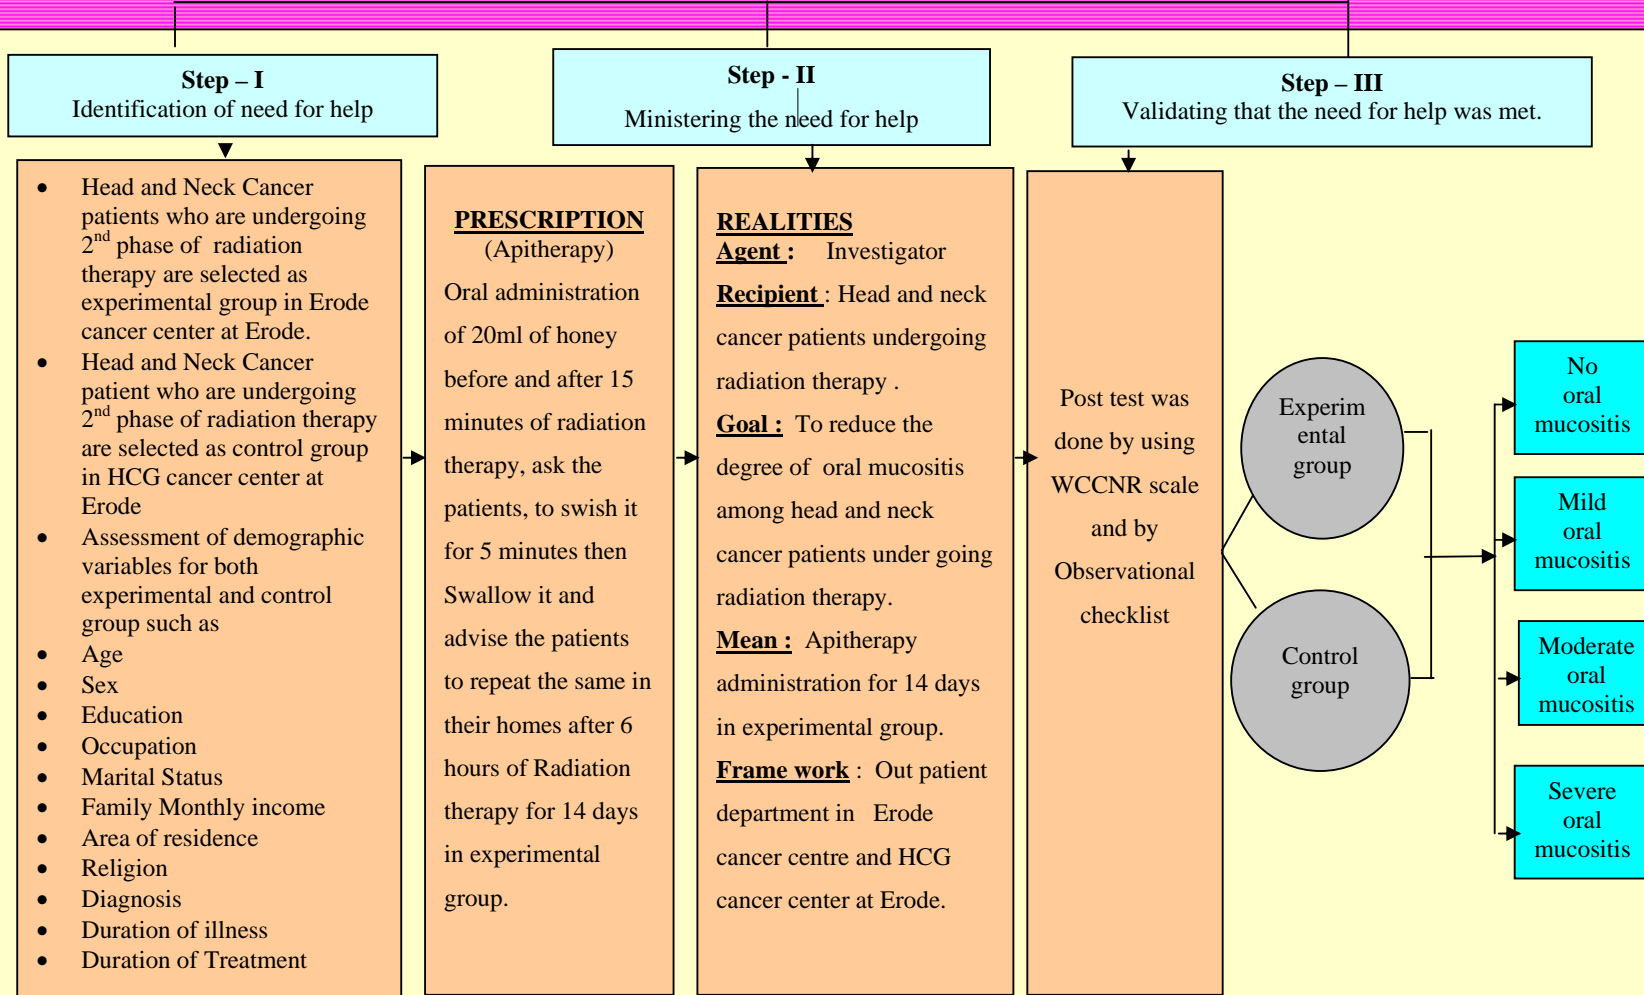 Step – I
Identification of need for help
Step - II
Ministering the need for help
Step – III
Validating that the need for help was met.
• Head and Neck Cancer
patients who are undergoing
2nd phase of radiation
therapy are selected as
experimental group in Erode
cancer center at Erode.
• Head and Neck Cancer
patient who are undergoing
2nd phase of radiation therapy
are selected as control group
in HCG cancer center at
Erode
• Assessment of demographic
variables for both
experimental and control
group such as
• Age
• Sex
• Education
• Occupation
• Marital Status
• Family Monthly income
• Area of residence
• Religion
• Diagnosis
• Duration of illness
• Duration of Treatment
PRESCRIPTION
(Apitherapy)
Oral administration
of 20ml of honey
before and after 15
minutes of radiation
therapy, ask the
patients, to swish it
for 5 minutes then
Swallow it and
advise the patients
to repeat the same in
their homes after 6
hours of Radiation
therapy for 14 days
in experimental
group.
REALITIES
Agent : Investigator
Recipient : Head and neck
cancer patients undergoing
radiation therapy .
Goal : To reduce the
degree of oral mucositis
among head and neck
cancer patients under going
radiation therapy.
Mean : Apitherapy
administration for 14 days
in experimental group.
Frame work : Out patient
department in Erode
cancer centre and HCG
cancer center at Erode.
Post test was
done by using
WCCNR scale
and by
Observational
checklist
Experim
ental
group
Control
group
No
oral
mucositis
Mild
oral
mucositis
Moderate
oral
mucositis
Severe
oral
mucositis